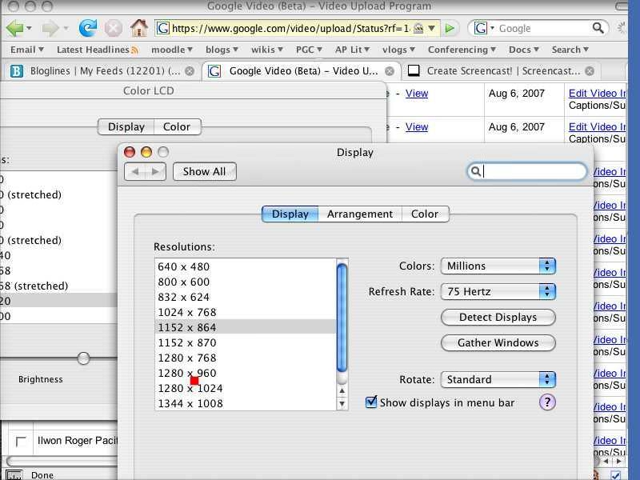 Google Video (Beta) - Video Upload Program
https://www.google.com/video/upload/Status?rf=1
Google
Email
Latest Headlines
moodle
blogs
wikis
PGC
AP Lit
vlogs
Conferencing
Docs
Search
Bloglines | My Feeds (12201) (...
Google Video (Beta) - Video U...
Create Screencast! | Screencast...
Color LCD
- View
Aug 6, 2007
Edit Video In
Captions/Su
Display
Color
- View
Aug 6, 2007
Edit Video In
Captions/Su
Display
Show All
(stretched)
Display
Arrangement
Color
(stretched)
Resolutions:
640 x 480
800 x 600
832 x 624
1024 x 768
1152 x 864
1152 x 870
1280 x 768
1280 x 960
1280 x 1024
1344 x 1008
Colors:
Millions
Refresh Rate:
75 Hertz
Detect Displays
Gather Windows
Rotate:
Standard
Show displays in menu bar
?
Brightness
Ilwon Roger Pacif
Done